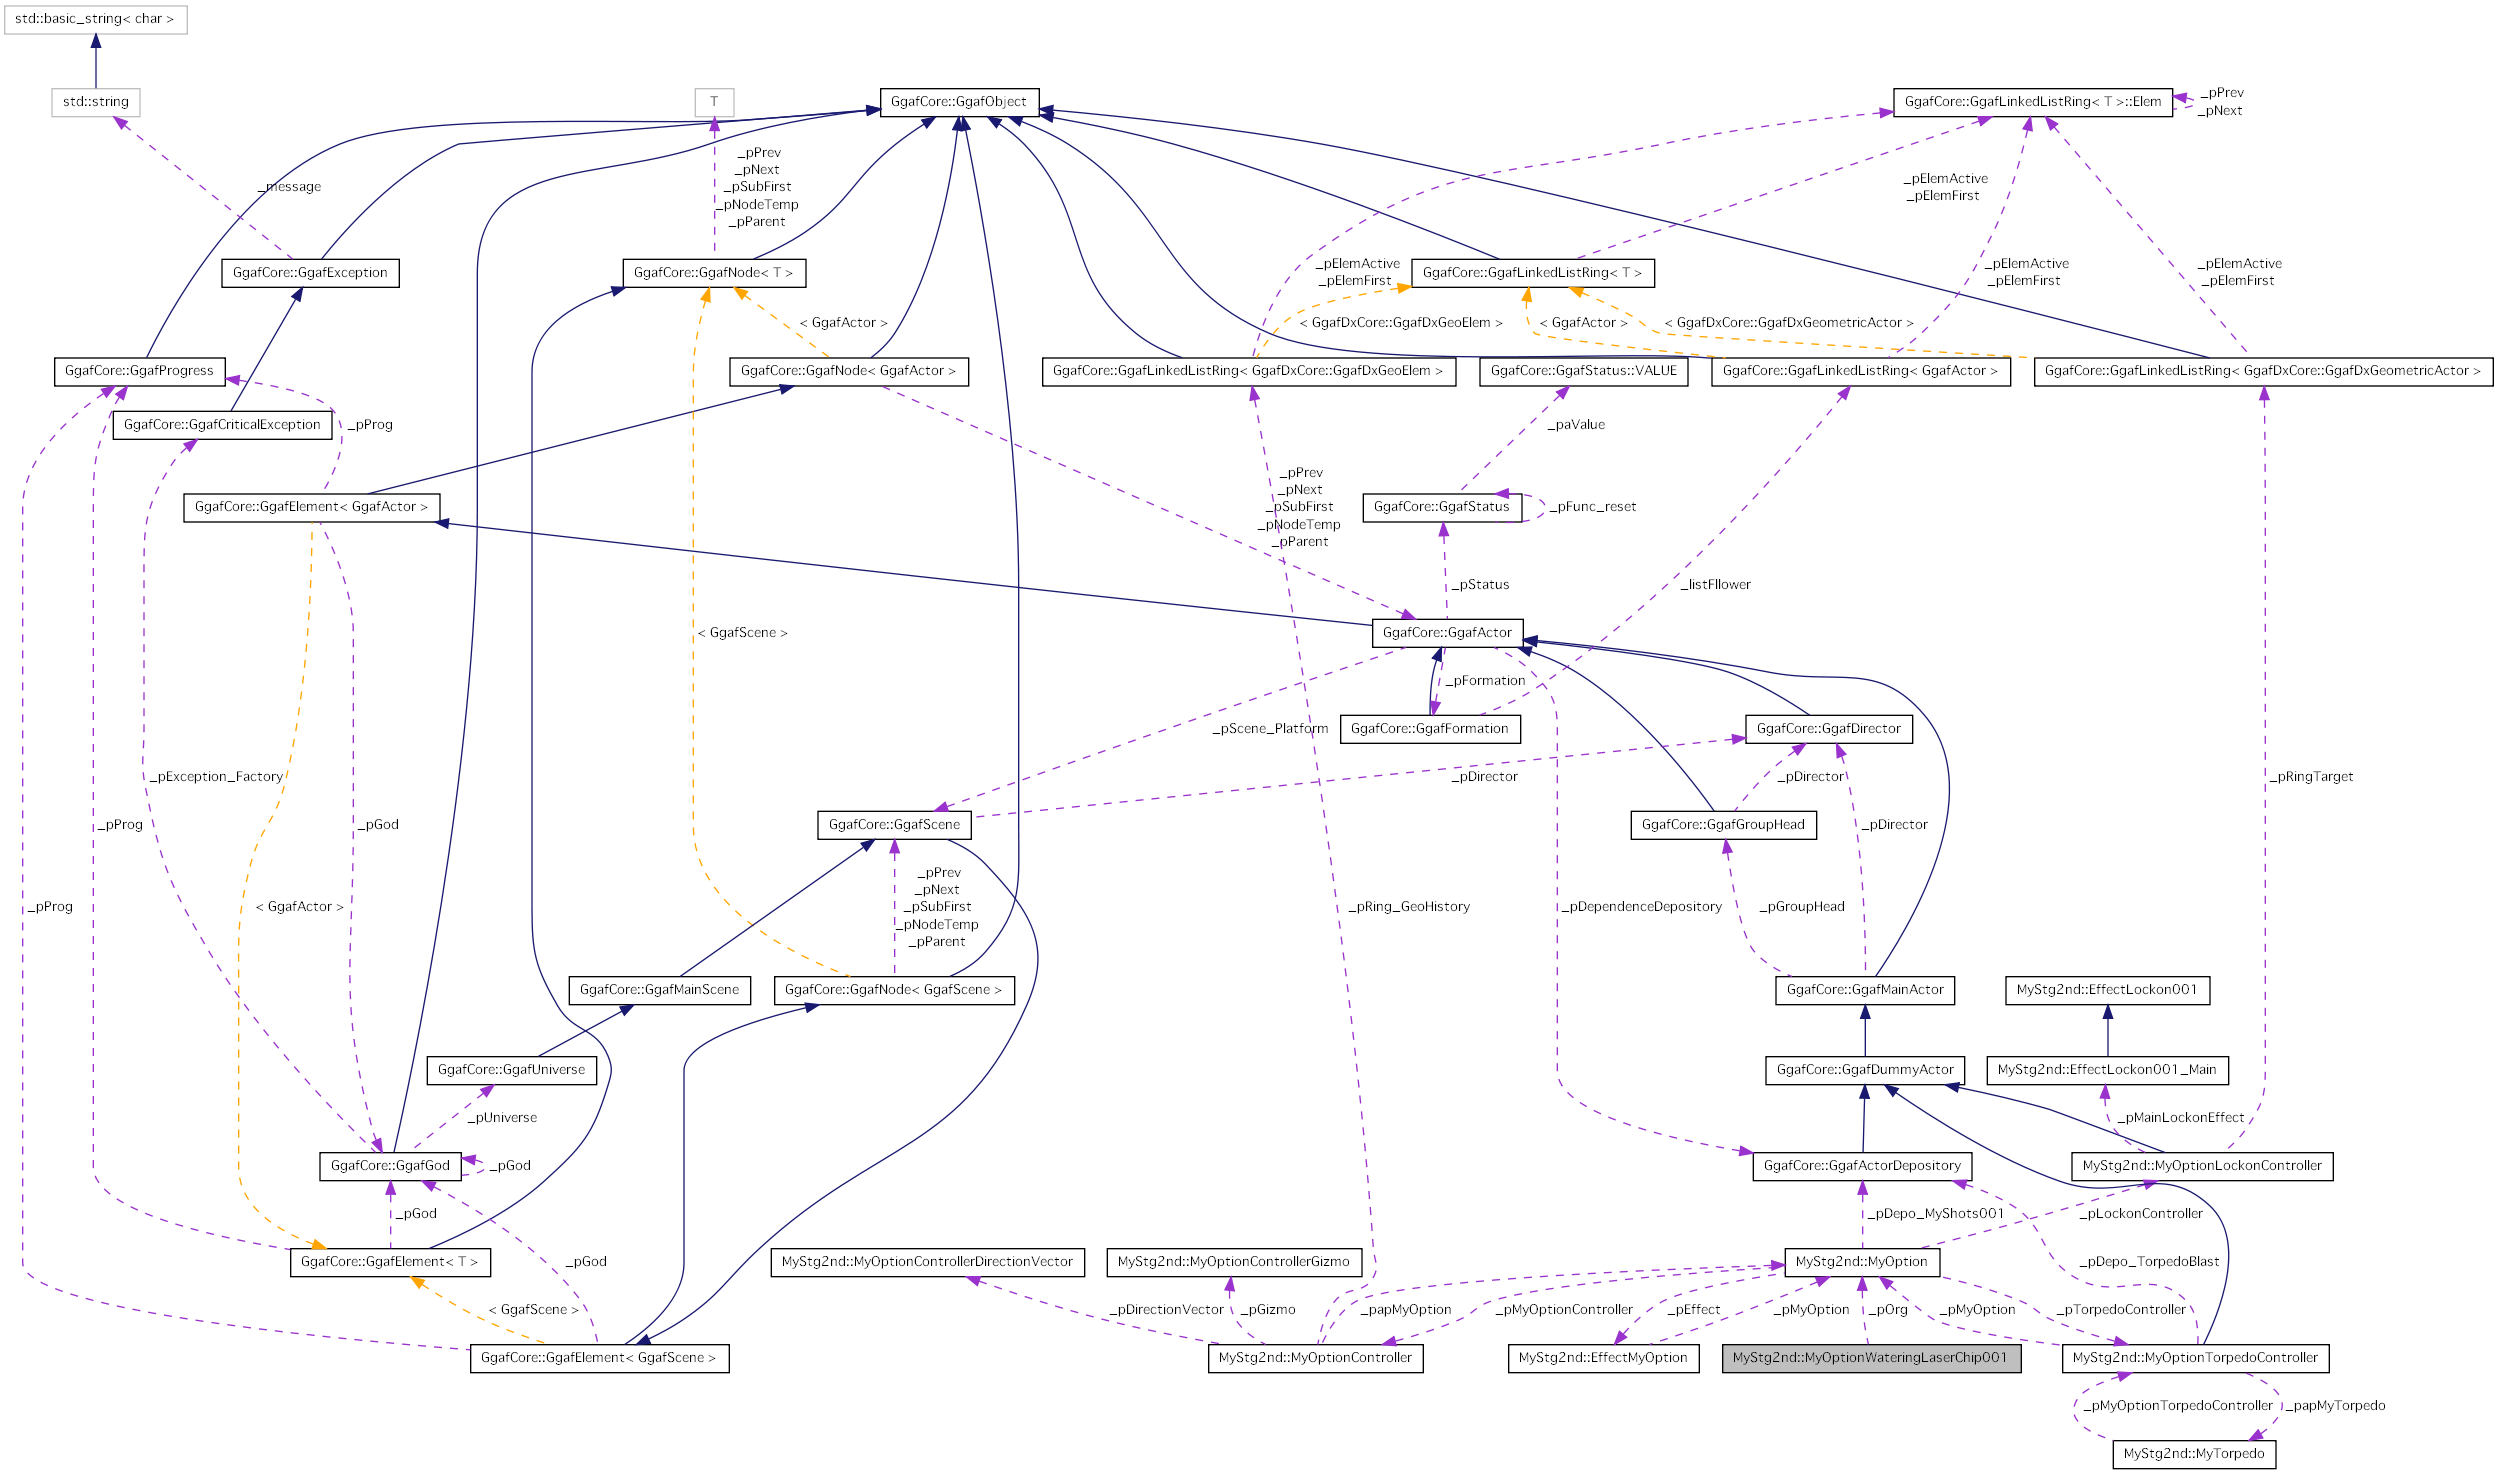 std::basic_string< char >
std::string
T
GgafCore::GgafObject
GgafCore::GgafLinkedListRing< T >::Elem
_pPrev
_pNext
_pPrev
_pNext
_pSubFirst
_pNodeTemp
_pParent
_message
_pElemActive
_pElemFirst
GgafCore::GgafException
GgafCore::GgafNode< T >
_pElemActive
_pElemFirst
GgafCore::GgafLinkedListRing< T >
_pElemActive
_pElemFirst
_pElemActive
_pElemFirst
< GgafActor >
< GgafDxCore::GgafDxGeoElem >
< GgafActor >
< GgafDxCore::GgafDxGeometricActor >
GgafCore::GgafProgress
GgafCore::GgafNode< GgafActor >
GgafCore::GgafLinkedListRing< GgafDxCore::GgafDxGeoElem >
GgafCore::GgafStatus::VALUE
GgafCore::GgafLinkedListRing< GgafActor >
GgafCore::GgafLinkedListRing< GgafDxCore::GgafDxGeometricActor >
GgafCore::GgafCriticalException
_pProg
_paValue
_pPrev
_pNext
_pSubFirst
_pNodeTemp
_pParent
GgafCore::GgafElement< GgafActor >
GgafCore::GgafStatus
_pFunc_reset
_pStatus
_listFllower
< GgafScene >
GgafCore::GgafActor
_pFormation
_pScene_Platform
GgafCore::GgafFormation
GgafCore::GgafDirector
_pException_Factory
_pDirector
_pDirector
_pRingTarget
_pProg
_pGod
GgafCore::GgafScene
GgafCore::GgafGroupHead
_pDirector
_pPrev
_pNext
_pSubFirst
_pNodeTemp
_pParent
_pProg
< GgafActor >
_pRing_GeoHistory
_pDependenceDepository
_pGroupHead
GgafCore::GgafMainScene
GgafCore::GgafNode< GgafScene >
GgafCore::GgafMainActor
MyStg2nd::EffectLockon001
GgafCore::GgafUniverse
GgafCore::GgafDummyActor
MyStg2nd::EffectLockon001_Main
_pUniverse
_pMainLockonEffect
GgafCore::GgafGod
_pGod
GgafCore::GgafActorDepository
MyStg2nd::MyOptionLockonController
_pGod
_pDepo_MyShots001
_pLockonController
GgafCore::GgafElement< T >
_pGod
MyStg2nd::MyOptionControllerDirectionVector
MyStg2nd::MyOptionControllerGizmo
MyStg2nd::MyOption
_pDepo_TorpedoBlast
< GgafScene >
_pDirectionVector
_pGizmo
_papMyOption
_pMyOptionController
_pEffect
_pMyOption
_pOrg
_pMyOption
_pTorpedoController
GgafCore::GgafElement< GgafScene >
MyStg2nd::MyOptionController
MyStg2nd::EffectMyOption
MyStg2nd::MyOptionWateringLaserChip001
MyStg2nd::MyOptionTorpedoController
_pMyOptionTorpedoController
_papMyTorpedo
MyStg2nd::MyTorpedo